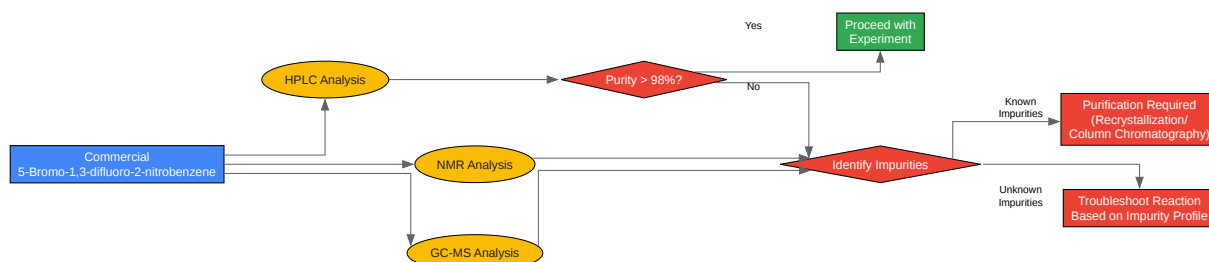 Yes
Proceed with
Experiment
HPLC Analysis
Purity > 98%?
No
Known
Impurities
Purification Required
(Recrystallization/
Column Chromatography)
Commercial
5-Bromo-1,3-difluoro-2-nitrobenzene
NMR Analysis
Identify Impurities
Unknown
Impurities
Troubleshoot Reaction
Based on Impurity Profile
GC-MS Analysis